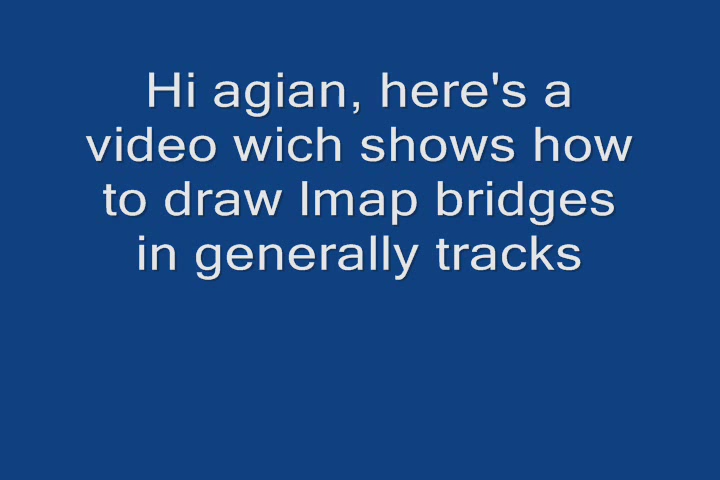 Hi agian, here's a
video wich shows how
to draw lmap bridges
in generally tracks